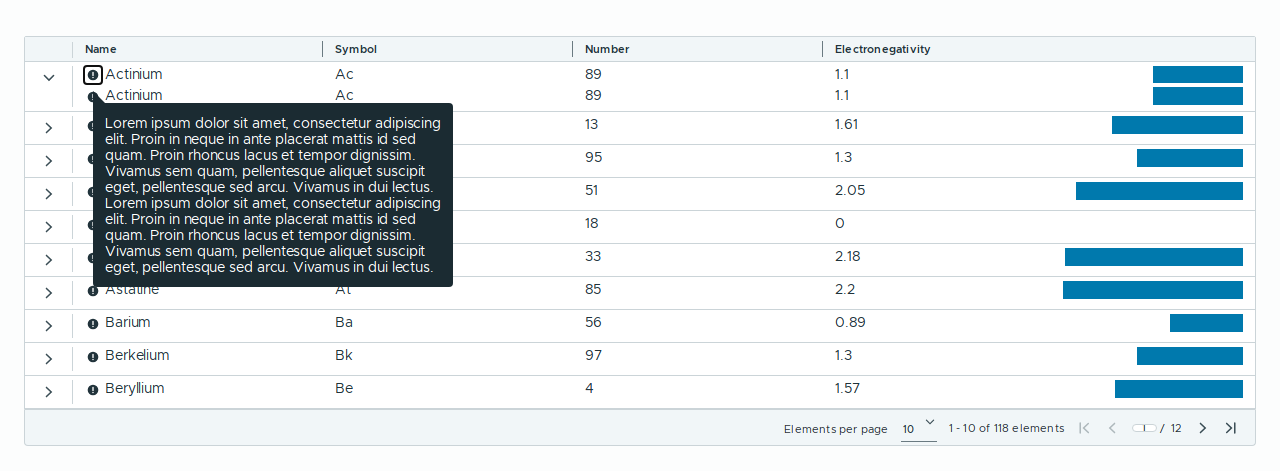 Name Symbol Number Electronegativity
Actinium Ac 89 1.1
Actinium Ac 89 1.1
Lorem ipsum dolor sit amet, consectetur adipiscing
elit. Proin in neque in ante placerat mattis id sed
quam. Proin rhoncus lacus et tempor dignissim.
Vivamus sem quam, pellentesque aliquet suscipit
eget, pellentesque sed arcu. Vivamus in dui lectus.
Lorem ipsum dolor sit amet, consectetur adipiscing
elit. Proin in neque in ante placerat mattis id sed
quam. Proin rhoncus lacus et tempor dignissim.
Vivamus sem quam, pellentesque aliquet suscipit
eget, pellentesque sed arcu. Vivamus in dui lectus.
13 1.61
95 1.3
51 2.05
18 0
33 2.18
Astatine At 85 2.2
Barium Ba 56 0.89
Berkelium Bk 97 1.3
Beryllium Be 4 1.57
Elements per page 10 1 - 10 of 118 elements 1 / 12